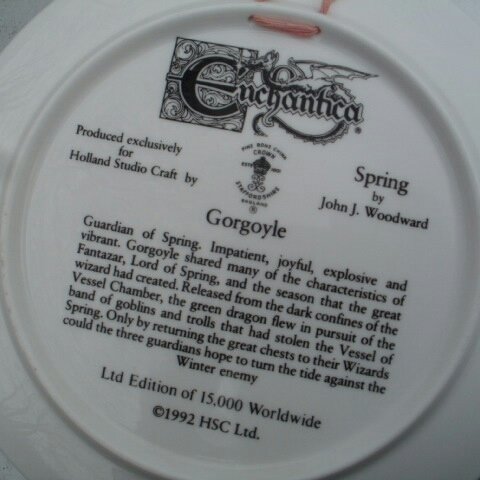 Enchantica
®
Produced exclusively
for
Holland Studio Craft by
FINE BONE CHINA
CROWN
ESTD 1801
STAFFORDSHIRE
ENGLAND
®
Spring
by
John J. Woodward
Gorgoyle
Guardian of Spring. Impatient, joyful, explosive and
vibrant. Gorgoyle shared many of the characteristics of
Fantazar, Lord of Spring, and the season that the great
wizard had created. Released from the dark confines of the
Vessel Chamber, the green dragon flew in pursuit of the
band of goblins and trolls that had stolen the Vessel of
Spring. Only by returning the great chests to their Wizards
could the three guardians hope to turn the tide against the
Winter enemy
Ltd Edition of 15,000 Worldwide
©1992 HSC Ltd.